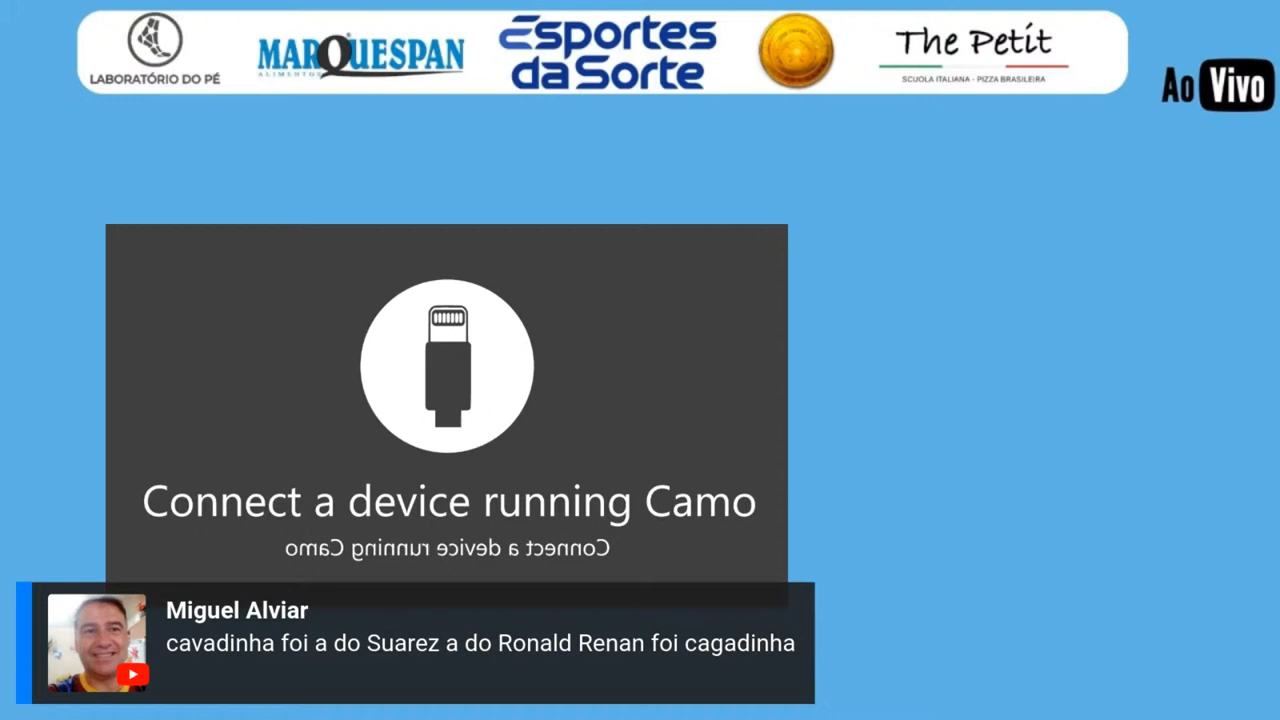 LABORATÓRIO DO PÉ
MARQUESPAN
ALIMENTOS
Esportes
da Sorte
The Petit
SCUOLA ITALIANA - PIZZA BRASILEIRA
Ao Vivo
Connect a device running Camo
Connect a device running Camo
Miguel Alviar
cavadinha foi a do Suarez a do Ronald Renan foi cagadinha